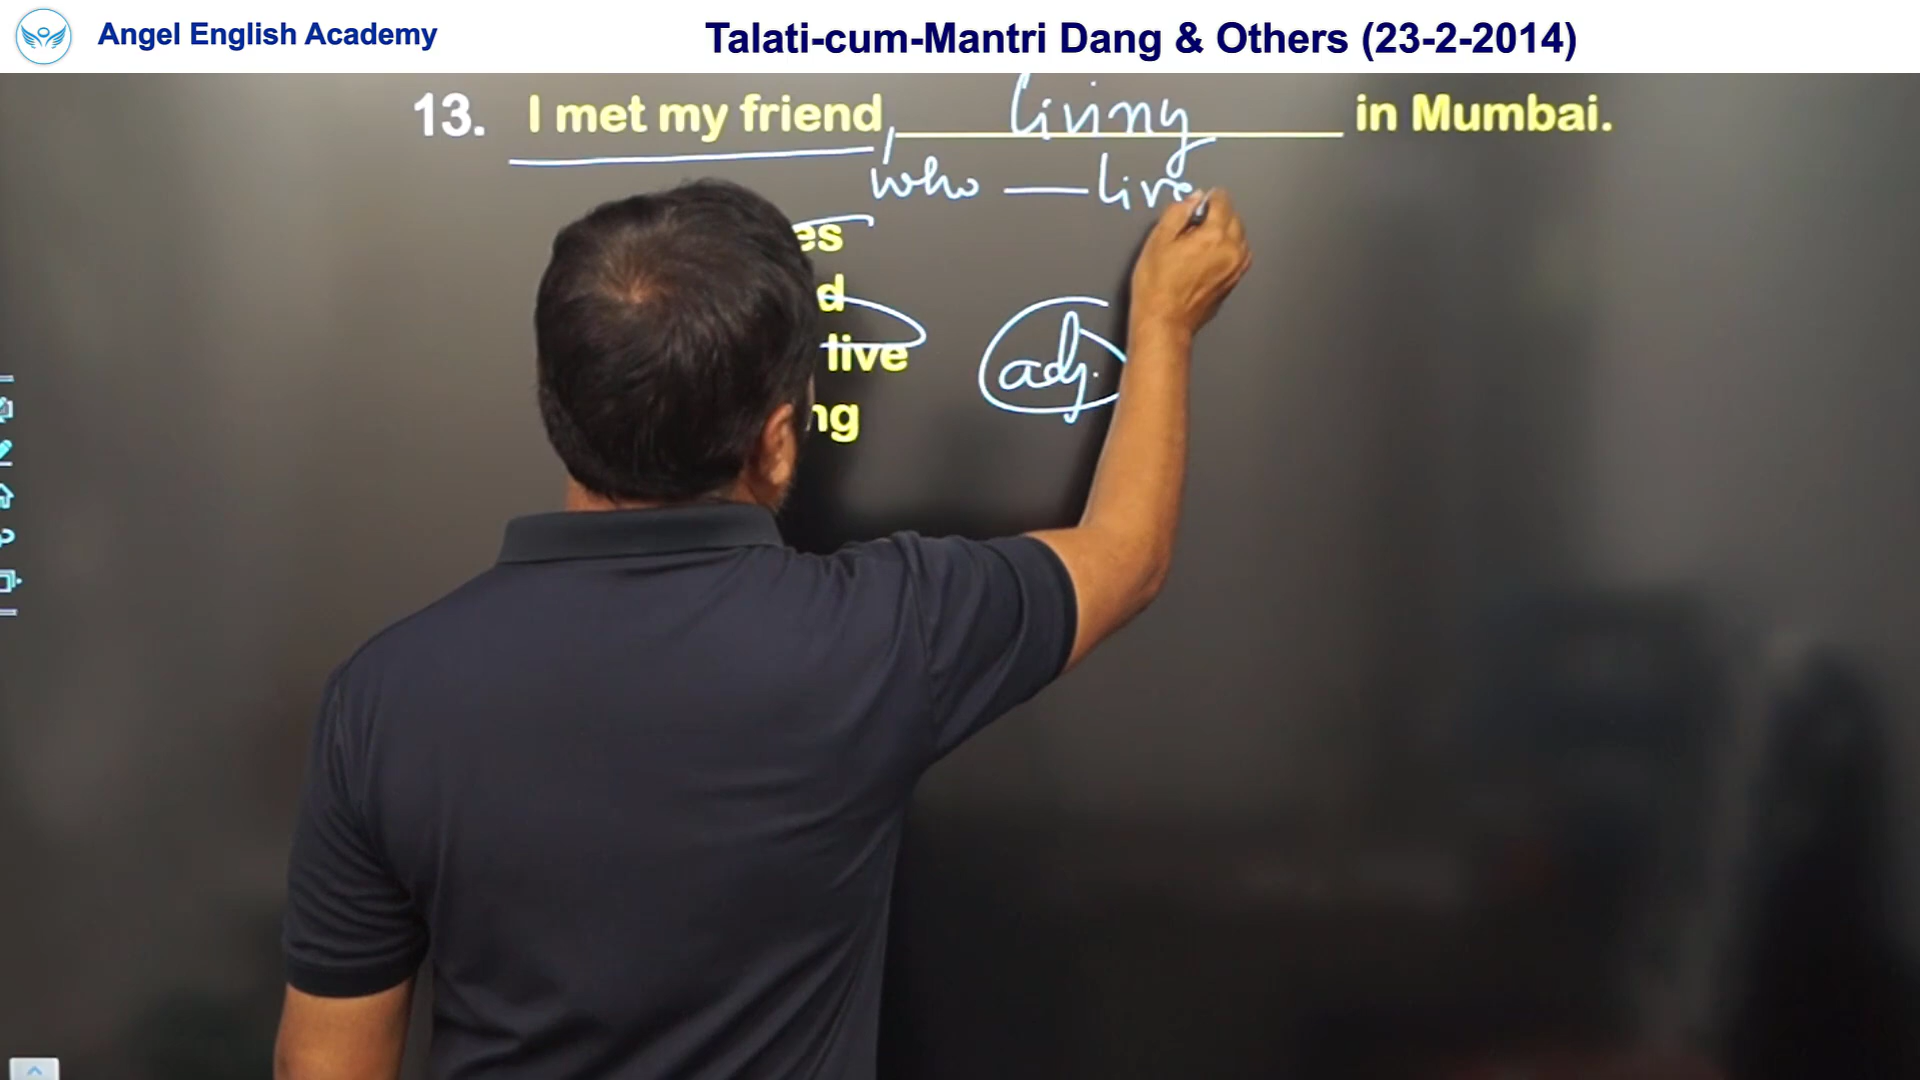 Angel English Academy
Talati-cum-Mantri Dang & Others (23-2-2014)
13. I met my friend, living in Mumbai.
who — live
es
d
live
adj.
ng